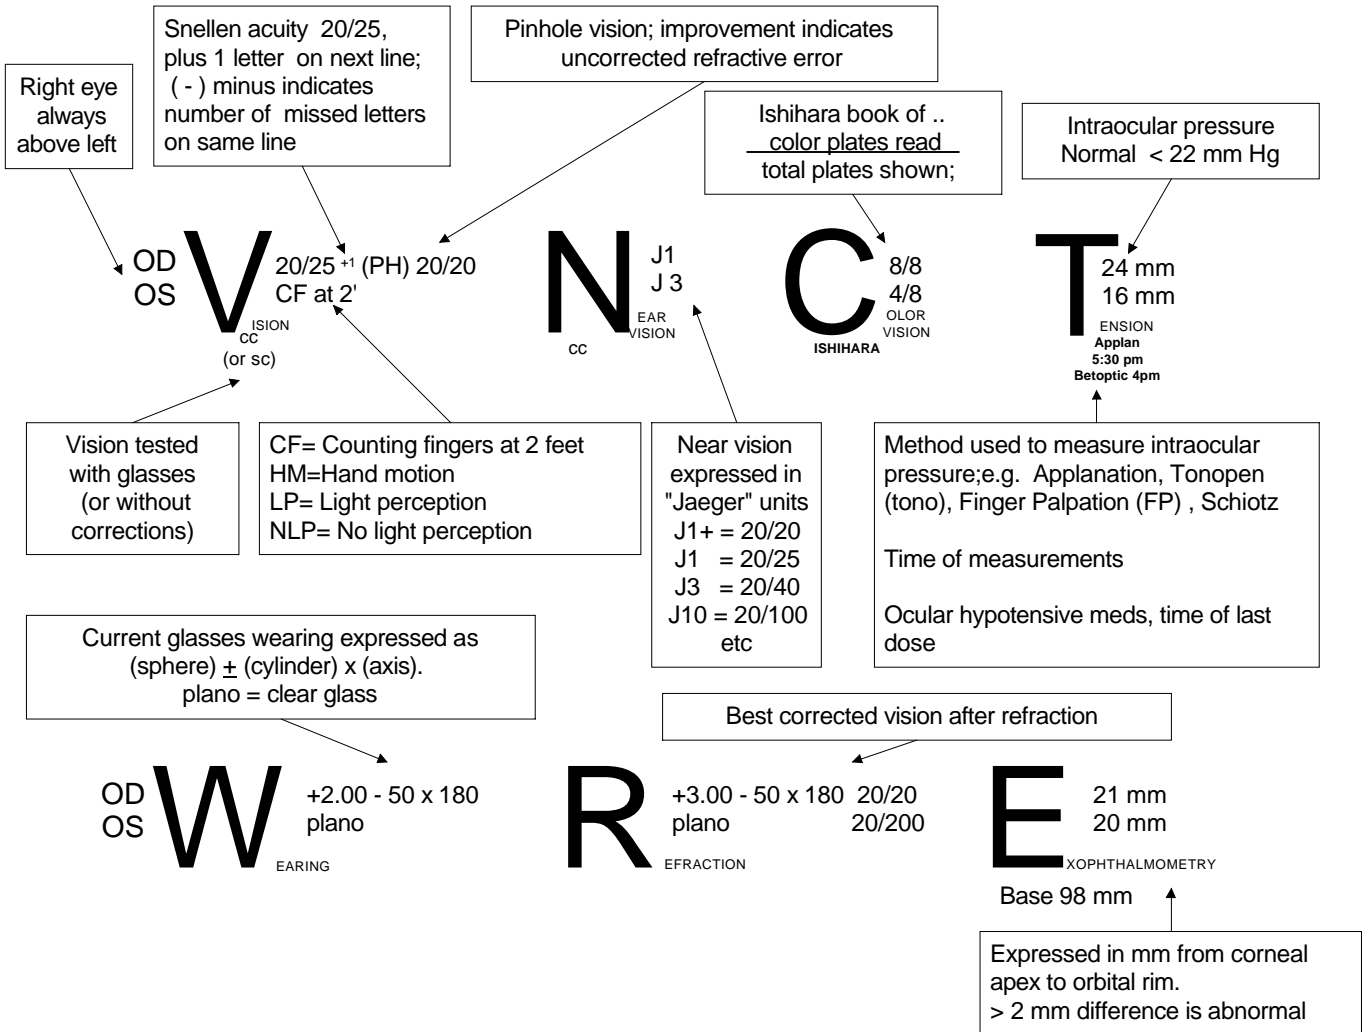 Snellen acuity 20/25,
plus 1 letter on next line;
( - ) minus indicates
number of missed letters
on same line
Pinhole vision; improvement indicates
uncorrected refractive error
Right eye
always
above left
Ishihara book of ..
color plates read
total plates shown;
Intraocular pressure
Normal < 22 mm Hg
OD
OS
V
ISION
cc
(or sc)
20/25 +1 (PH) 20/20
CF at 2'
N
EAR
VISION
cc
J1
J 3
C
OLOR
VISION
ISHIHARA
8/8
4/8
T
ENSION
24 mm
16 mm
Applan
5:30 pm
Betoptic 4pm
Vision tested
with glasses
(or without
corrections)
CF= Counting fingers at 2 feet
HM=Hand motion
LP= Light perception
NLP= No light perception
Near vision
expressed in
"Jaeger" units
J1+ = 20/20
J1 = 20/25
J3 = 20/40
J10 = 20/100
etc
Method used to measure intraocular
pressure;e.g. Applanation, Tonopen
(tono), Finger Palpation (FP) , Schiotz
Time of measurements
Ocular hypotensive meds, time of last
dose
Current glasses wearing expressed as
(sphere) ± (cylinder) x (axis).
plano = clear glass
Best corrected vision after refraction
OD
OS
W
EARING
+2.00 - 50 x 180
plano
R
EFRACTION
+3.00 - 50 x 180 20/20
plano 20/200
E
XOPHTHALMOMETRY
21 mm
20 mm
Base 98 mm
Expressed in mm from corneal
apex to orbital rim.
> 2 mm difference is abnormal